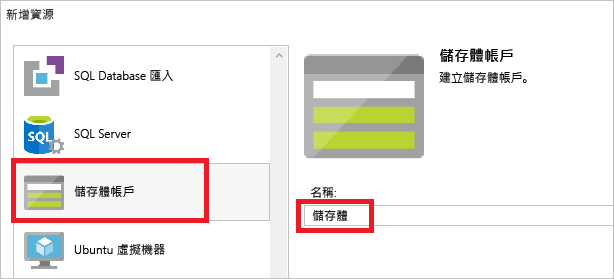 新增資源
SQL Database 匯入
SQL
SQL Server
儲存體帳戶
Ubuntu 虛擬機器
儲存體帳戶
建立儲存體帳戶。
名稱:
儲存體